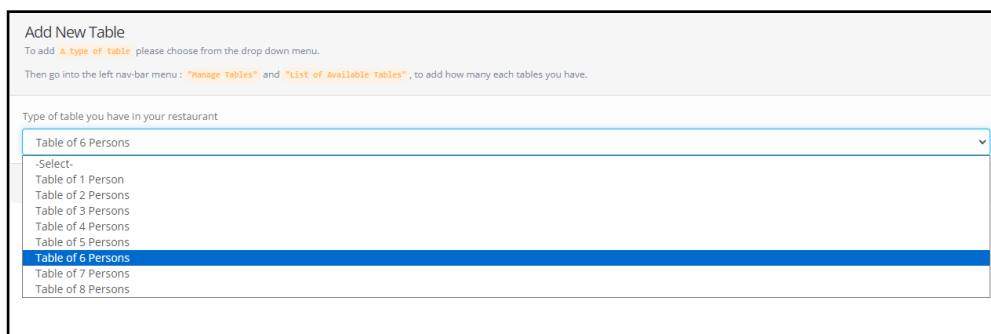 Add New Table
To add A type of table please choose from the drop down menu.
Then go into the left nav-bar menu : "Manage Tables" and "List of Available Tables" , to add how many each tables you have.
Type of table you have in your restaurant
Table of 6 Persons
-Select-
Table of 1 Person
Table of 2 Persons
Table of 3 Persons
Table of 4 Persons
Table of 5 Persons
Table of 6 Persons
Table of 7 Persons
Table of 8 Persons